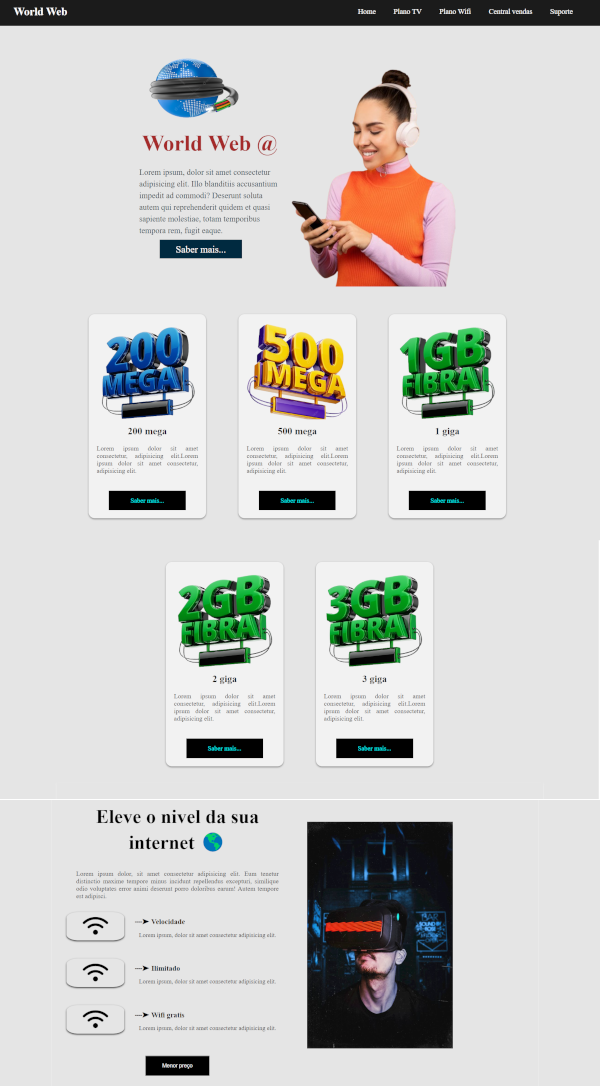 World Web
Home Plano TV Plano Wifi Central vendas Suporte
World Web @
Lorem ipsum, dolor sit amet consectetur
adipisicing elit. Illo blanditiis accusantium
impedit ad commodi? Deserunt soluta
autem qui reprehenderit quidem et quasi
sapiente molestiae, totam temporibus
tempora rem, fugit eaque.
Saber mais...
200
MEGA
200 mega
Lorem ipsum dolor sit amet
consectetur, adipisicing elit.Lorem
ipsum dolor sit amet consectetur,
adipisicing elit.
Saber mais...
500
MEGA
500 mega
Lorem ipsum dolor sit amet
consectetur, adipisicing elit.Lorem
ipsum dolor sit amet consectetur,
adipisicing elit.
Saber mais...
1GB
FIBRA
1 giga
Lorem ipsum dolor sit amet
consectetur, adipisicing elit.Lorem
ipsum dolor sit amet consectetur,
adipisicing elit.
Saber mais...
2GB
FIBRA
2 giga
Lorem ipsum dolor sit amet
consectetur, adipisicing elit.Lorem
ipsum dolor sit amet consectetur,
adipisicing elit.
Saber mais...
3GB
FIBRA
3 giga
Lorem ipsum dolor sit amet
consectetur, adipisicing elit.Lorem
ipsum dolor sit amet consectetur,
adipisicing elit.
Saber mais...
Eleve o nivel da sua
internet
Lorem ipsum dolor, sit amet consectetur adipisicing elit. Eum tenetur
distinctio maxime tempore minus incidunt repellendus excepturi, similique
odio voluptates error animi deserunt porro doloribus earum! Autem tempore
est adipisci.
---➤ Velocidade
Lorem ipsum, dolor sit amet consectetur adipisicing elit.
---➤ Ilimitado
Lorem ipsum, dolor sit amet consectetur adipisicing elit.
---➤ Wifi gratis
Lorem ipsum, dolor sit amet consectetur adipisicing elit.
Menor preço